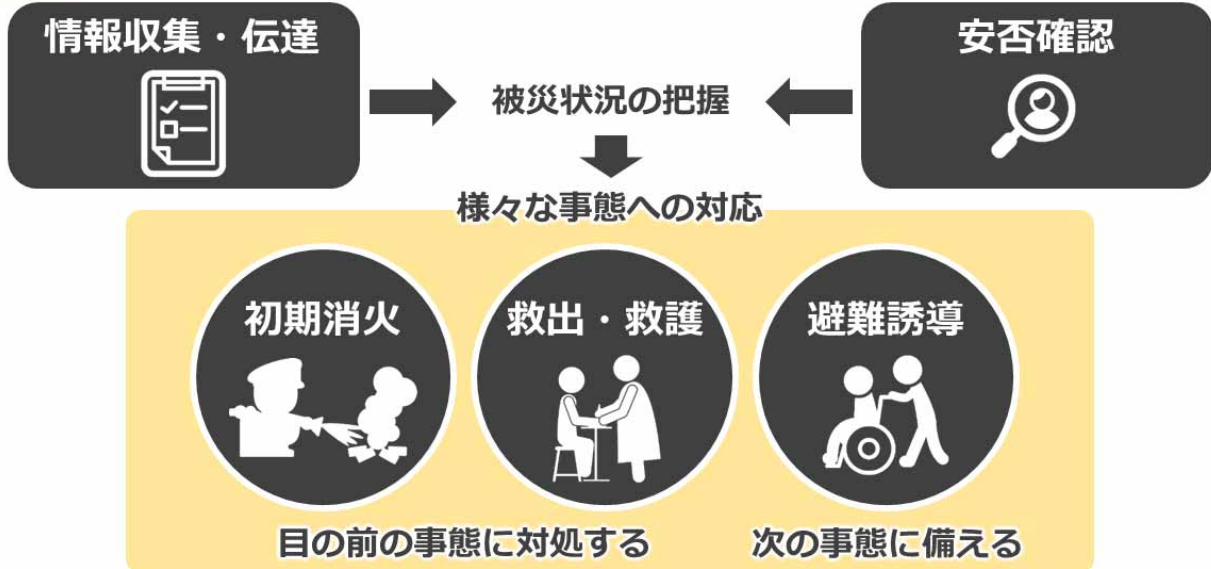 情報収集・伝達
安否確認
被災状況の把握
様々な事態への対応
初期消火
救出・救護
避難誘導
目の前の事態に対処する
次の事態に備える